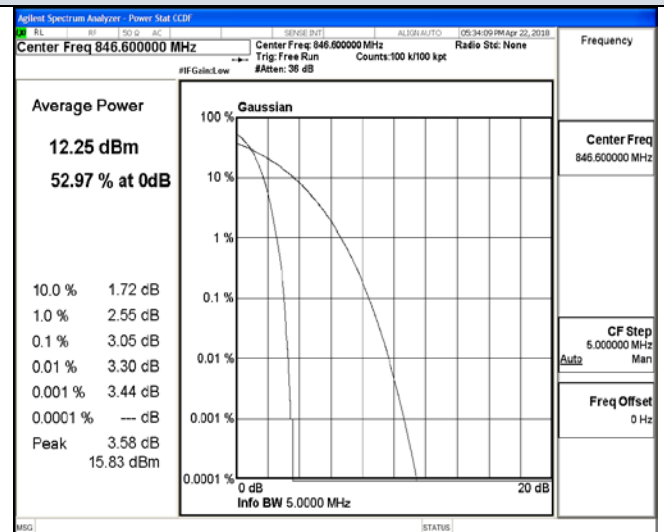 Agilent Spectrum Analyzer - Power Stat CCDF
RL RF 50 Ω AC SENSE:INT ALIGN AUTO 05:34:09 PM Apr 22, 2018
Center Freq 846.600000 MHz
Center Freq: 846.600000 MHz
Radio Std: None
Trig: Free Run Counts:100 k/100 kpt
#IFGain:Low #Atten: 36 dB
Frequency
Average Power
12.25 dBm
52.97 % at 0dB
10.0 % 1.72 dB
1.0 % 2.55 dB
0.1 % 3.05 dB
0.01 % 3.30 dB
0.001 % 3.44 dB
0.0001 % --- dB
Peak 3.58 dB
15.83 dBm
Gaussian
100 %
10 %
1 %
0.1 %
0.01 %
0.001 %
0.0001 %
0 dB 20 dB
Info BW 5.0000 MHz
Center Freq
846.600000 MHz
CF Step
5.000000 MHz
Auto Man
Freq Offset
0 Hz
MSG STATUS